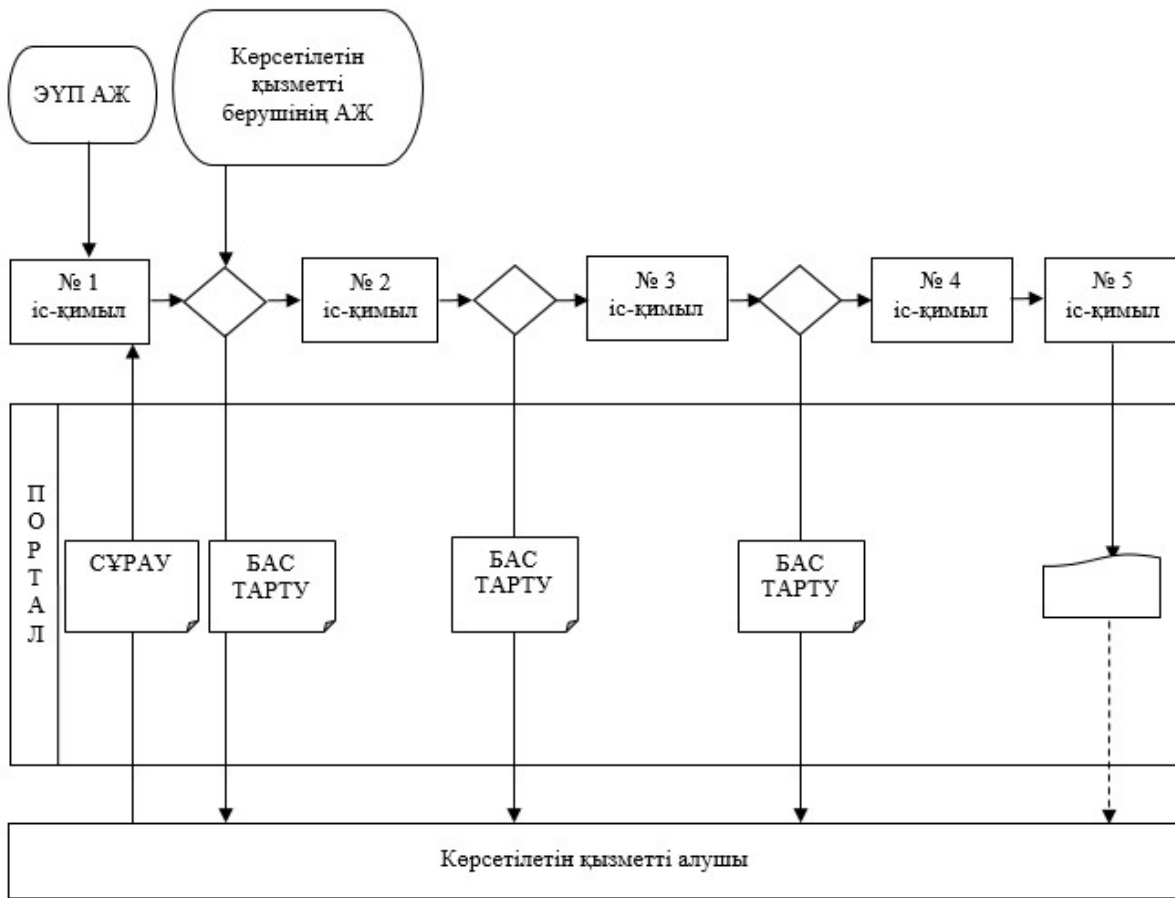 ЭҮП АЖ
Көрсетілетін
қызметті
берушінің АЖ
№ 1
іс-қимыл
№ 2
іс-қимыл
№ 3
іс-қимыл
№ 4
іс-қимыл
№ 5
іс-қимыл
П
О
Р
Т
А
Л
СҰРАУ
БАС
ТАРТУ
БАС
ТАРТУ
БАС
ТАРТУ
Көрсетілетін қызметті алушы